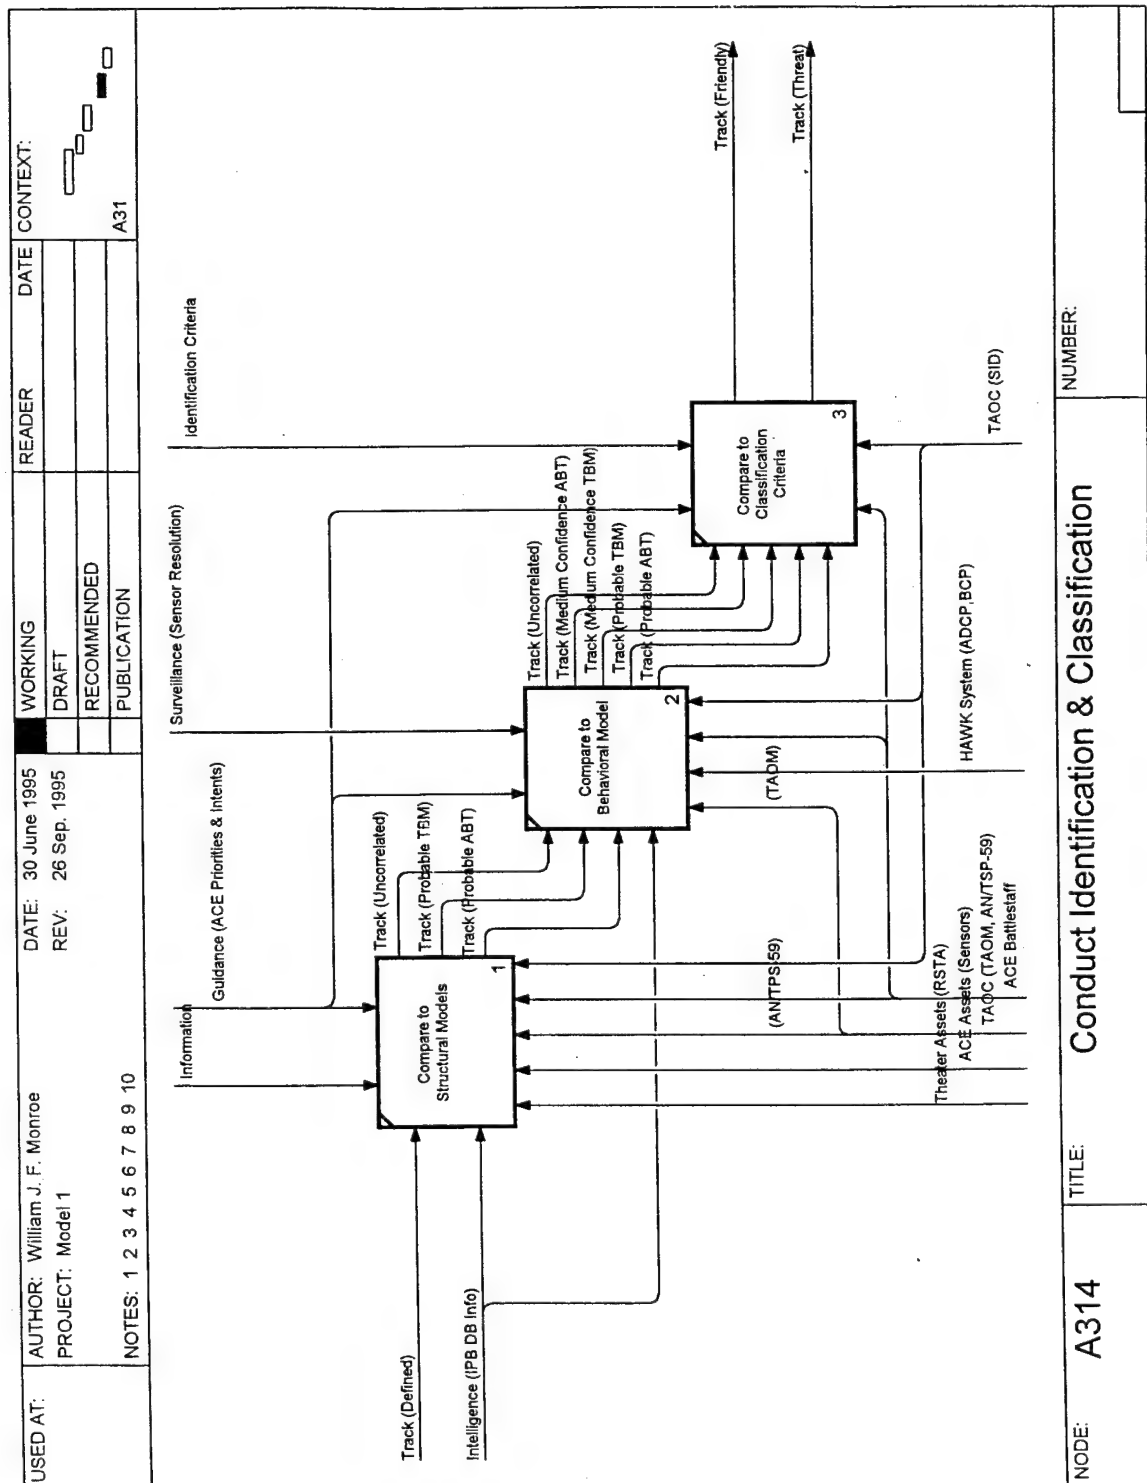 USED AT:
AUTHOR: William J. F. Monroe
PROJECT: Model 1
NOTES: 1 2 3 4 5 6 7 8 9 10
DATE: 30 June 1995
REV: 26 Sep. 1995
WORKING
DRAFT
RECOMMENDED
PUBLICATION
READER
DATE
CONTEXT:
A31
Information
Guidance (ACE Priorities & Intents)
Surveillance (Sensor Resolution)
Identification Criteria
Track (Defined)
Intelligence (IPB DB Info)
Compare to
Structural Models
1
Track (Uncorrelated)
Track (Probable TBM)
Track (Probable ABT)
Compare to
Behavioral Model
2
Track (Uncorrelated)
Track (Medium Confidence ABT)
Track (Medium Confidence TBM)
Track (Probable TBM)
Track (Probable ABT)
Compare to
Classification
Criteria
3
Track (Friendly)
Track (Threat)
(AN/TPS-59)
(TAOM)
Theater Assets (RSTA)
ACE Assets (Sensors)
TAOC (TAOM, AN/TSP-59)
ACE Battlestaff
HAWK System (ADCP,BCP)
TAOC (SID)
NODE:
A314
TITLE:
Conduct Identification & Classification
NUMBER: